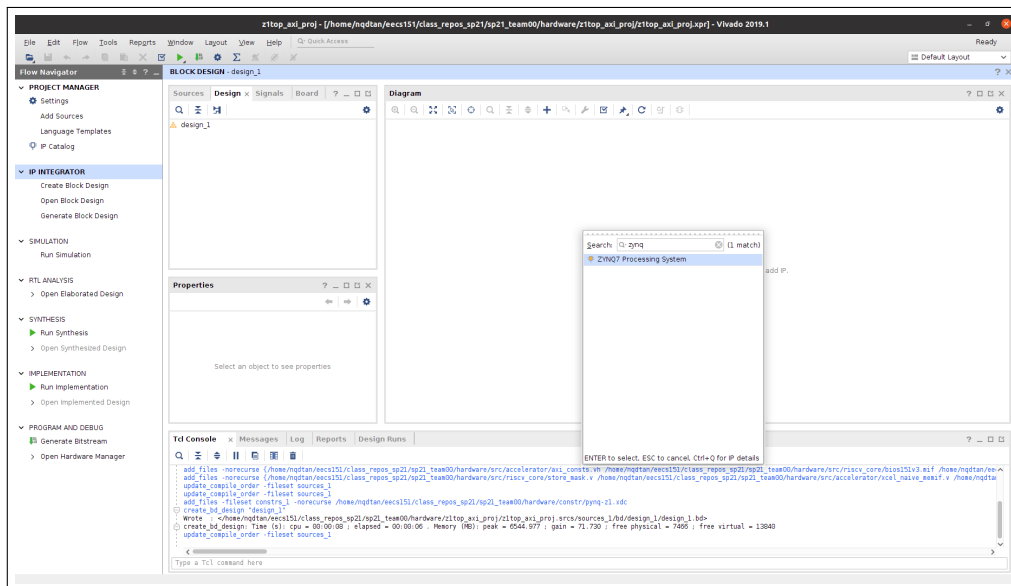 z1top_axi_proj - [/home/nqdtan/eecs151/class_repos_sp21/sp21_team00/hardware/z1top_axi_proj/z1top_axi_proj.xpr] - Vivado 2019.1
File Edit Flow Tools Reports Window Layout View Help Quick Access
Ready
Default Layout
Flow Navigator
BLOCK DESIGN - design_1
PROJECT MANAGER
Settings
Add Sources
Language Templates
IP Catalog
IP INTEGRATOR
Create Block Design
Open Block Design
Generate Block Design
SIMULATION
Run Simulation
RTL ANALYSIS
Open Elaborated Design
SYNTHESIS
Run Synthesis
Open Synthesized Design
IMPLEMENTATION
Run Implementation
Open Implemented Design
PROGRAM AND DEBUG
Generate Bitstream
Open Hardware Manager
Sources Design Signals Board
design_1
Properties
Select an object to see properties
Diagram
Search: zynq (1 match)
ZYNQ7 Processing System
add IP.
ENTER to select, ESC to cancel, Ctrl+Q for IP details
Tcl Console Messages Log Reports Design Runs
add_files -norecurse {/home/nqdtan/eecs151/class_repos_sp21/sp21_team00/hardware/src/accelerator/axi_consts.vh /home/nqdtan/eecs151/class_repos_sp21/sp21_team00/hardware/src/riscv_core/bios151v3.mif /home/nqdtan/ee
add_files -norecurse {/home/nqdtan/eecs151/class_repos_sp21/sp21_team00/hardware/src/riscv_core/store_mask.v /home/nqdtan/eecs151/class_repos_sp21/sp21_team00/hardware/src/accelerator/xcel_naive_memif.v /home/nqdta
update_compile_order -fileset sources_1
update_compile_order -fileset sources_1
add_files -fileset constrs_1 -norecurse /home/nqdtan/eecs151/class_repos_sp21/sp21_team00/hardware/constr/pynq-z1.xdc
create_bd_design "design_1"
Wrote : </home/nqdtan/eecs151/class_repos_sp21/sp21_team00/hardware/z1top_axi_proj/z1top_axi_proj.srcs/sources_1/bd/design_1/design_1.bd>
create_bd_design: Time (s): cpu = 00:00:08 ; elapsed = 00:00:06 . Memory (MB): peak = 6544.977 ; gain = 71.730 ; free physical = 7466 ; free virtual = 13840
update_compile_order -fileset sources_1
Type a Tcl command here